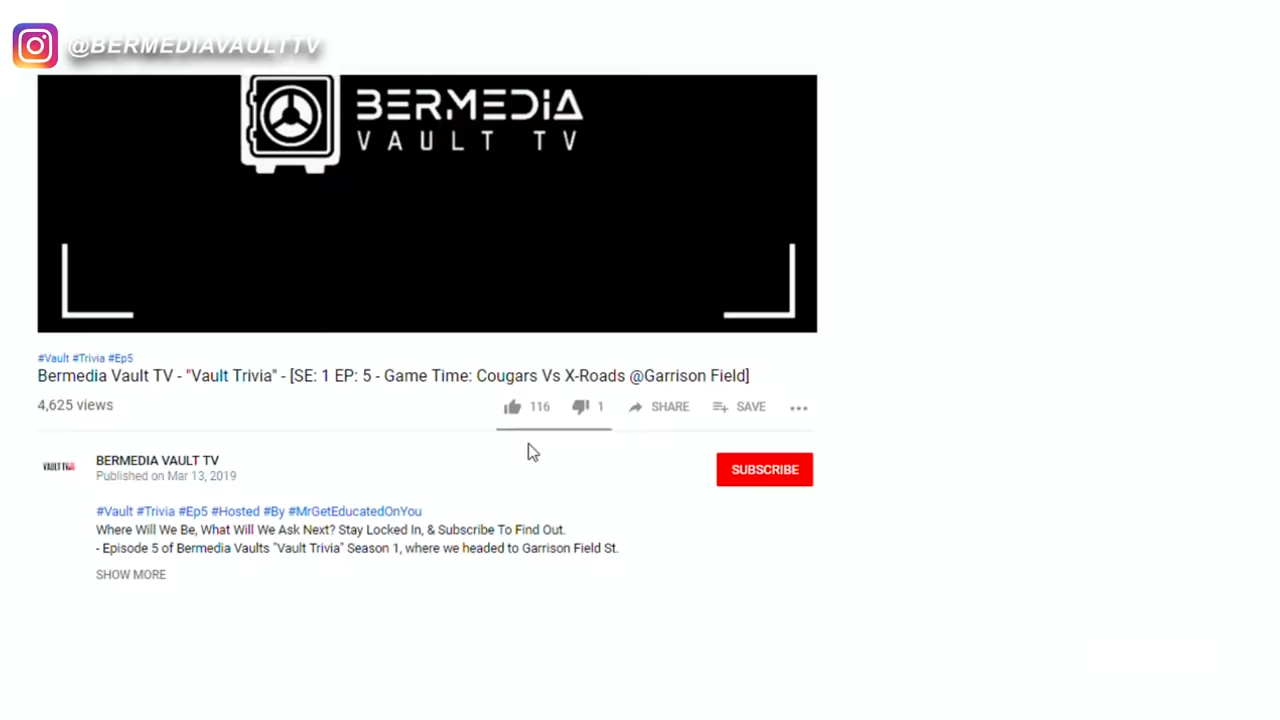 @BERMEDIAVAULTTV
BERMEDIA
VAULT TV
#Vault #Trivia #Ep5
Bermedia Vault TV - "Vault Trivia" - [SE: 1 EP: 5 - Game Time: Cougars Vs X-Roads @Garrison Field]
4,625 views
116
1
SHARE
SAVE
VAULT TV
BERMEDIA VAULT TV
Published on Mar 13, 2019
SUBSCRIBE
#Vault #Trivia #Ep5 #Hosted #By #MrGetEducatedOnYou
Where Will We Be, What Will We Ask Next? Stay Locked In, & Subscribe To Find Out.
- Episode 5 of Bermedia Vaults "Vault Trivia" Season 1, where we headed to Garrison Field St.
SHOW MORE